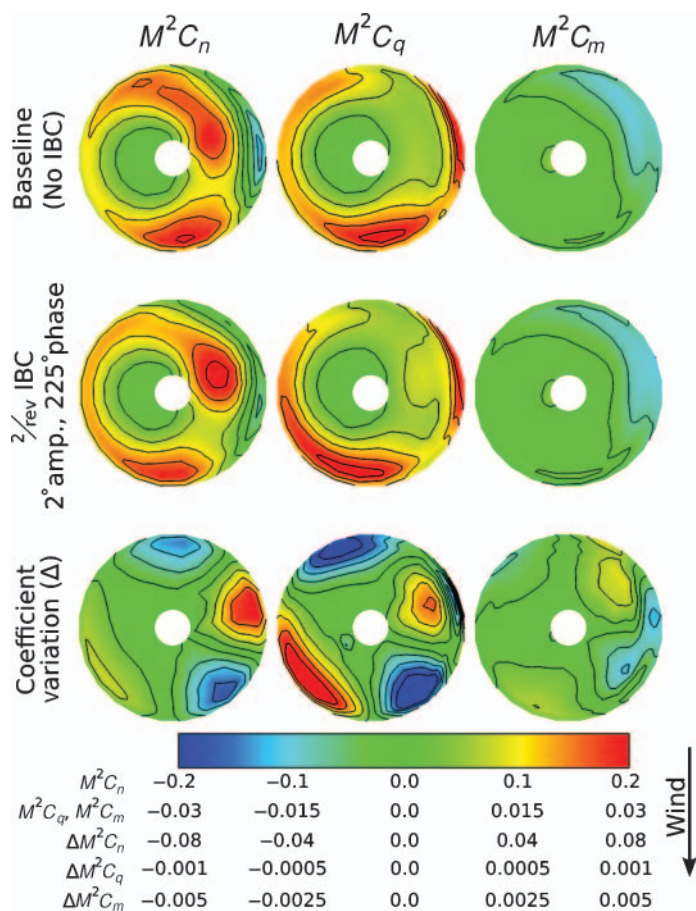 M²Cₙ M²C_q M²Cₘ
Baseline
(No IBC)
2/rev IBC
2°amp., 225°phase
Coefficient
variation (Δ)
−0.2 −0.1 0.0 0.1 0.2
M²Cₙ
M²C_q, M²Cₘ −0.03 −0.015 0.0 0.015 0.03
ΔM²Cₙ −0.08 −0.04 0.0 0.04 0.08
ΔM²C_q −0.001 −0.0005 0.0 0.0005 0.001
ΔM²Cₘ −0.005 −0.0025 0.0 0.0025 0.005
Wind